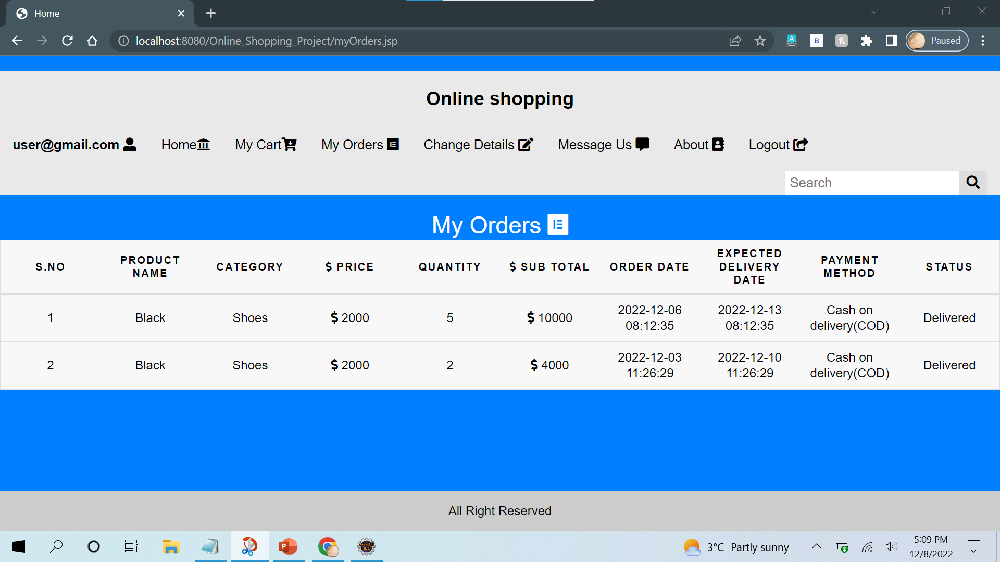 Home
localhost:8080/Online_Shopping_Project/myOrders.jsp
Paused
Online shopping
user@gmail.com Home My Cart My Orders Change Details Message Us About Logout
Search
My Orders
S.NO PRODUCT NAME CATEGORY $ PRICE QUANTITY $ SUB TOTAL ORDER DATE EXPECTED DELIVERY DATE PAYMENT METHOD STATUS
1 Black Shoes $ 2000 5 $ 10000 2022-12-06 08:12:35 2022-12-13 08:12:35 Cash on delivery(COD) Delivered
2 Black Shoes $ 2000 2 $ 4000 2022-12-03 11:26:29 2022-12-10 11:26:29 Cash on delivery(COD) Delivered
All Right Reserved
3°C Partly sunny
5:09 PM
12/8/2022